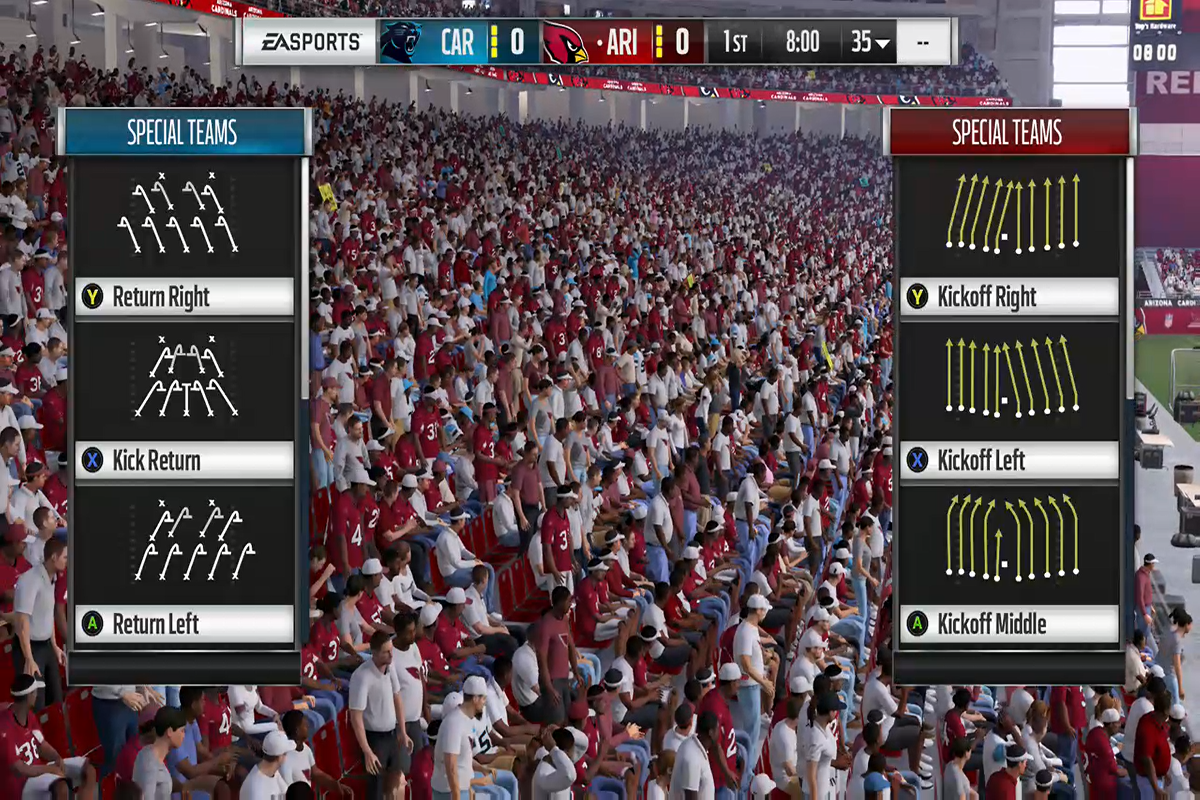 EA SPORTS CAR 0 • ARI 0 1ST 8:00 35 --
08 00
SPECIAL TEAMS
Y Return Right
X Kick Return
A Return Left
SPECIAL TEAMS
Y Kickoff Right
X Kickoff Left
A Kickoff Middle